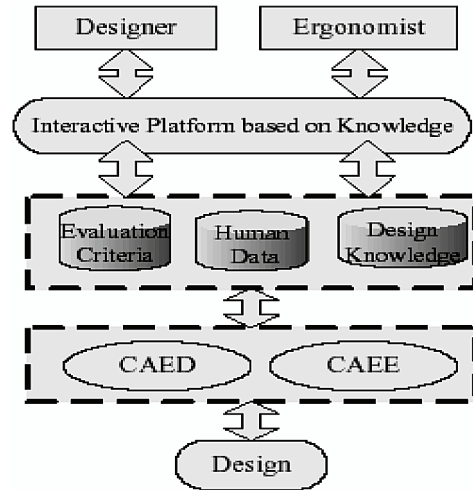 Designer
Ergonomist
Interactive Platform based on Knowledge
Evaluation
Criteria
Human
Data
Design
Knowledge
CAED
CAEE
Design